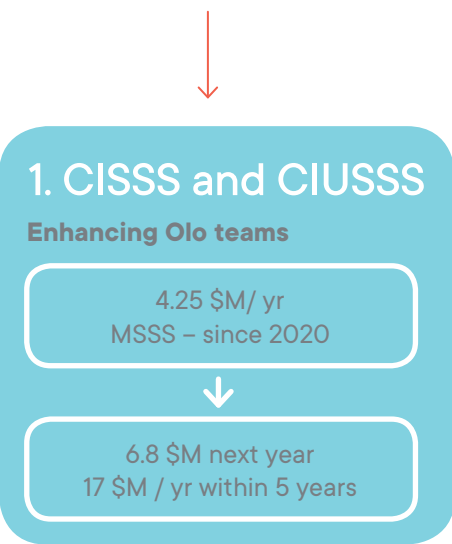 1. CISSS and CIUSSS
Enhancing Olo teams
4.25 $M/ yr
MSSS – since 2020
6.8 $M next year
17 $M / yr within 5 years